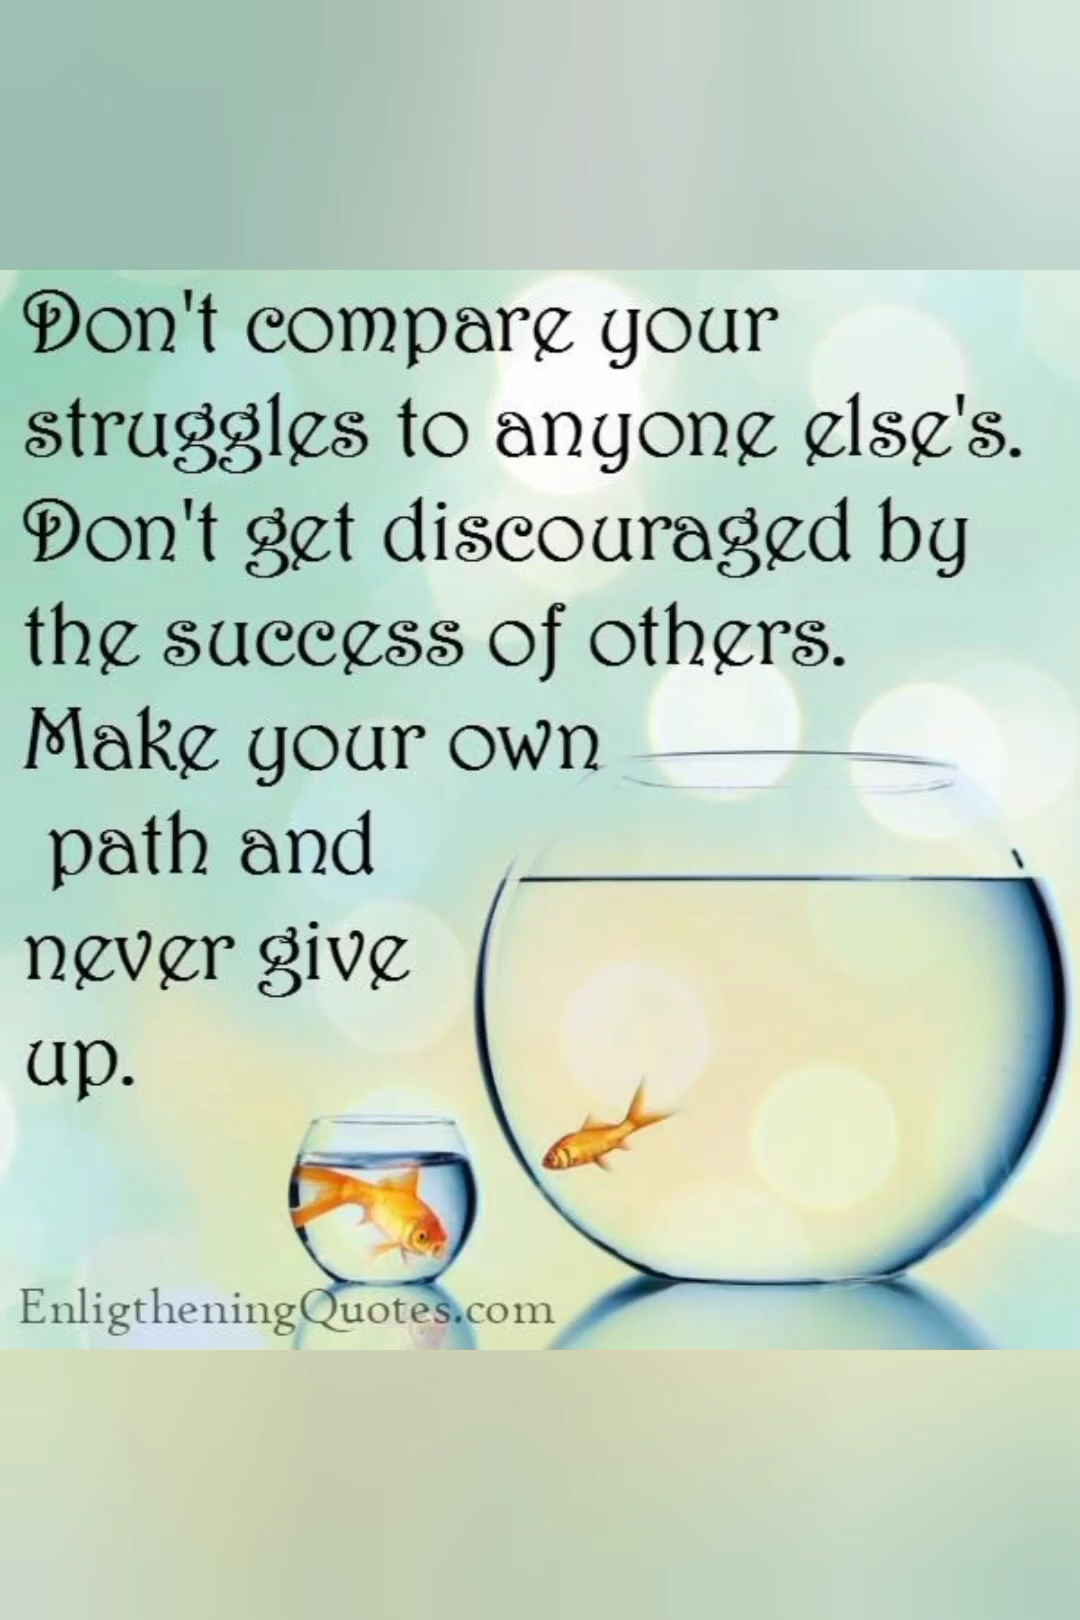 Don't compare your
struggles to anyone else's.
Don't get discouraged by
the success of others.
Make your own
path and
never give
up.
EnligtheningQuotes.com